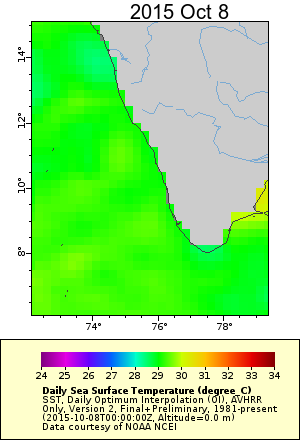 2015 Oct 8
14°
12°
10°
8°
74° 76° 78°
24 25 26 27 28 29 30 31 32 33 34
Daily Sea Surface Temperature (degree_C)
SST, Daily Optimum Interpolation (OI), AVHRR
Only, Version 2, Final+Preliminary, 1981-present
(2015-10-08T00:00:00Z, Altitude=0.0 m)
Data courtesy of NOAA NCEI